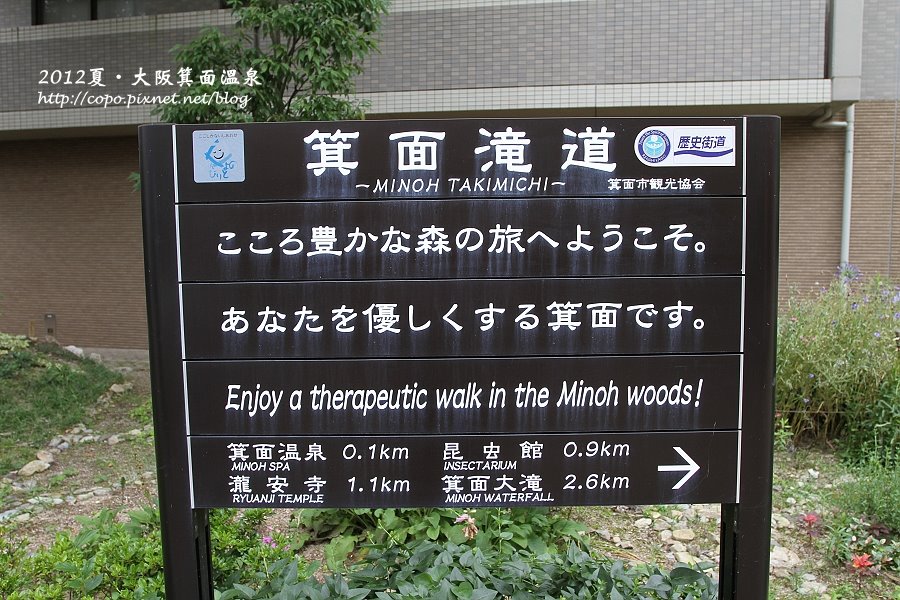 2012夏・大阪箕面温泉
http://copo.pixnet.net/blog
箕面滝道
~MINOH TAKIMICHI~
歴史街道
箕面市観光協会
こころ豊かな森の旅へようこそ。
あなたを優しくする箕面です。
Enjoy a therapeutic walk in the Minoh woods!
箕面温泉 0.1km 昆虫館 0.9km
MINOH SPA INSECTARIUM
瀧安寺 1.1km 箕面大滝 2.6km
RYUANJI TEMPLE MINOH WATERFALL